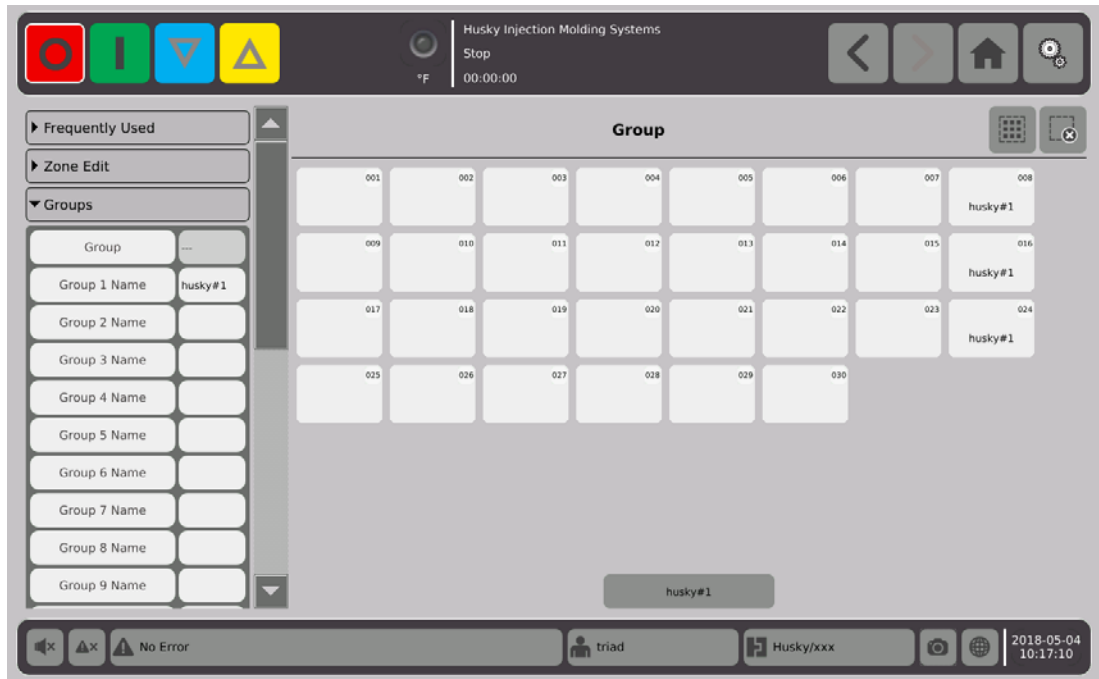 Husky Injection Molding Systems
Stop
°F 00:00:00
Frequently Used
Zone Edit
Groups
Group ---
Group 1 Name husky#1
Group 2 Name
Group 3 Name
Group 4 Name
Group 5 Name
Group 6 Name
Group 7 Name
Group 8 Name
Group 9 Name
Group
001 002 003 004 005 006 007 008
husky#1
009 010 011 012 013 014 015 016
husky#1
017 018 019 020 021 022 023 024
husky#1
025 026 027 028 029 030
husky#1
No Error triad Husky/xxx 2018-05-04
10:17:10